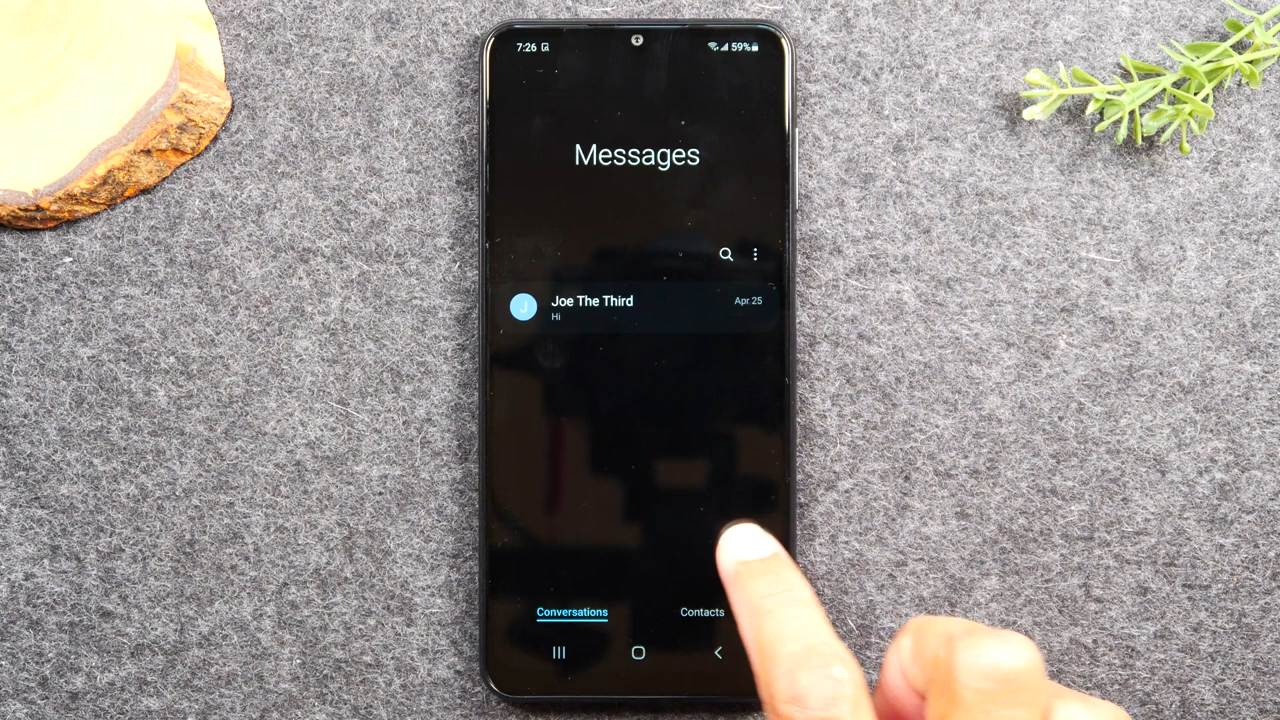 7:26
59%
Messages
J
Joe The Third
Apr 25
Hi
Conversations
Contacts